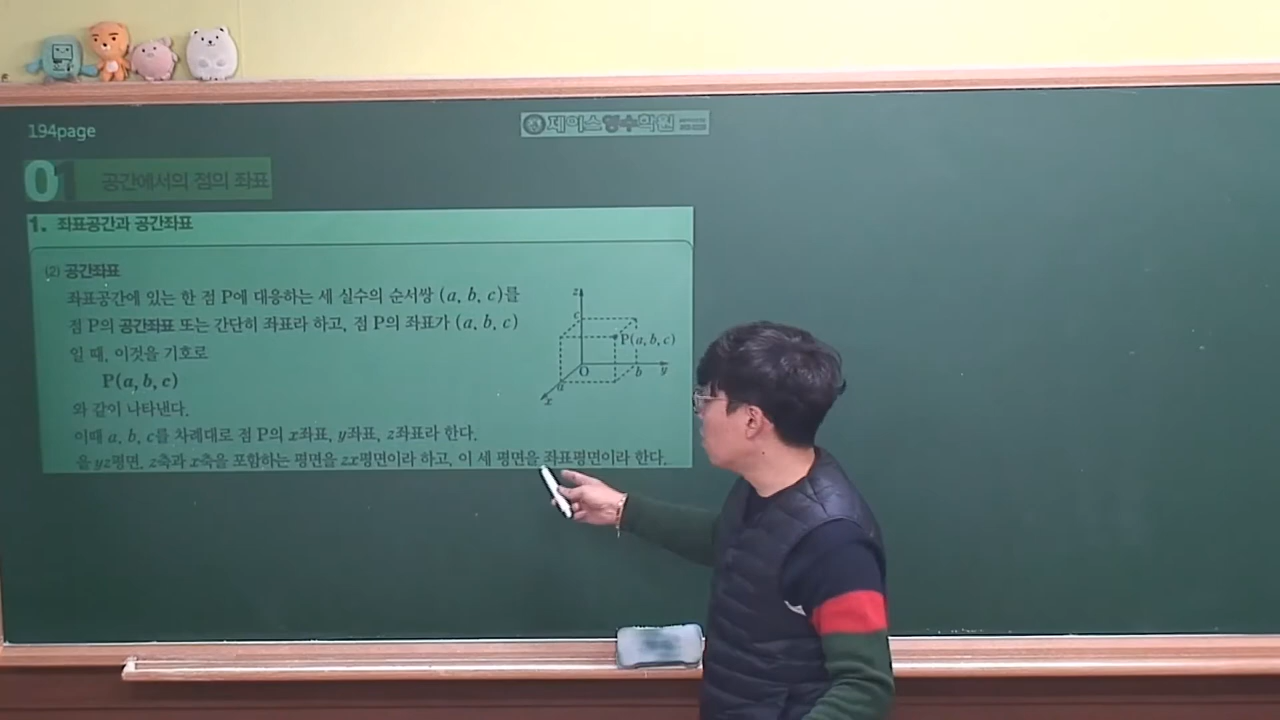 194page
제이스영수학원
01 공간에서의 점의 좌표
1. 좌표공간과 공간좌표
(2) 공간좌표
좌표공간에 있는 한 점 P에 대응하는 세 실수의 순서쌍 (a, b, c)를
점 P의 공간좌표 또는 간단히 좌표라 하고, 점 P의 좌표가 (a, b, c)
일 때, 이것을 기호로
P(a, b, c)
와 같이 나타낸다.
이때 a, b, c를 차례대로 점 P의 x좌표, y좌표, z좌표라 한다.
을 yz평면, z축과 x축을 포함하는 평면을 zx평면이라 하고, 이 세 평면을 좌표평면이라 한다.
z
c
P(a, b, c)
O
b
y
a
x